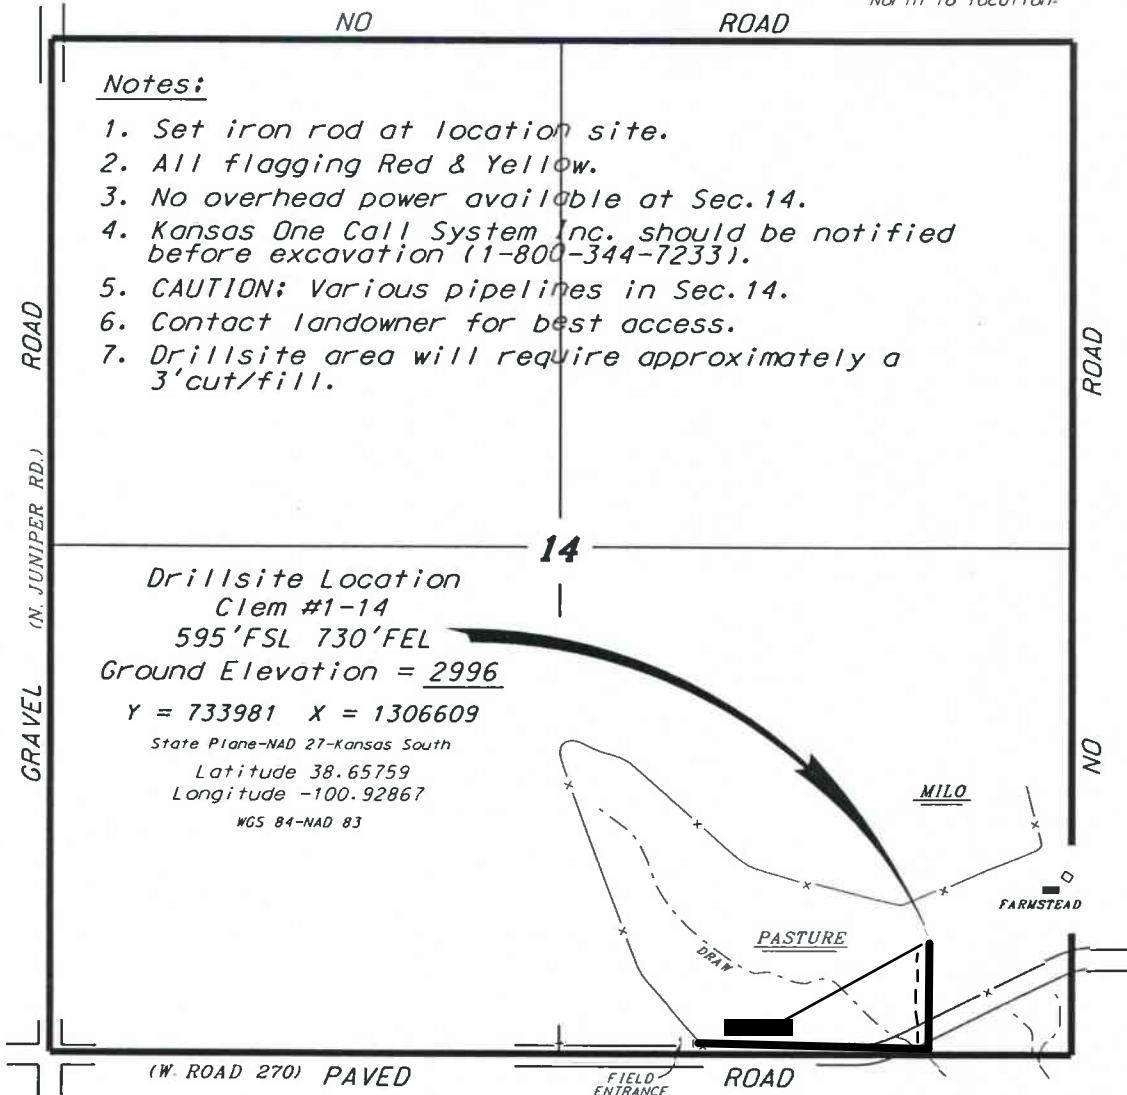 North to location.
NO ROAD
Notes:
1. Set iron rod at location site.
2. All flagging Red & Yellow.
3. No overhead power available at Sec.14.
4. Kansas One Call System Inc. should be notified
before excavation (1-800-344-7233).
5. CAUTION: Various pipelines in Sec.14.
6. Contact landowner for best access.
7. Drillsite area will require approximately a
3'cut/fill.
GRAVEL (N. JUNIPER RD.) ROAD
NO ROAD
14
Drillsite Location
Clem #1-14
595'FSL 730'FEL
Ground Elevation = 2996
Y = 733981 X = 1306609
State Plane-NAD 27-Kansas South
Latitude 38.65759
Longitude -100.92867
WGS 84-NAD 83
MILO
FARMSTEAD
PASTURE
DRAW
(W. ROAD 270) PAVED ROAD
FIELD
ENTRANCE